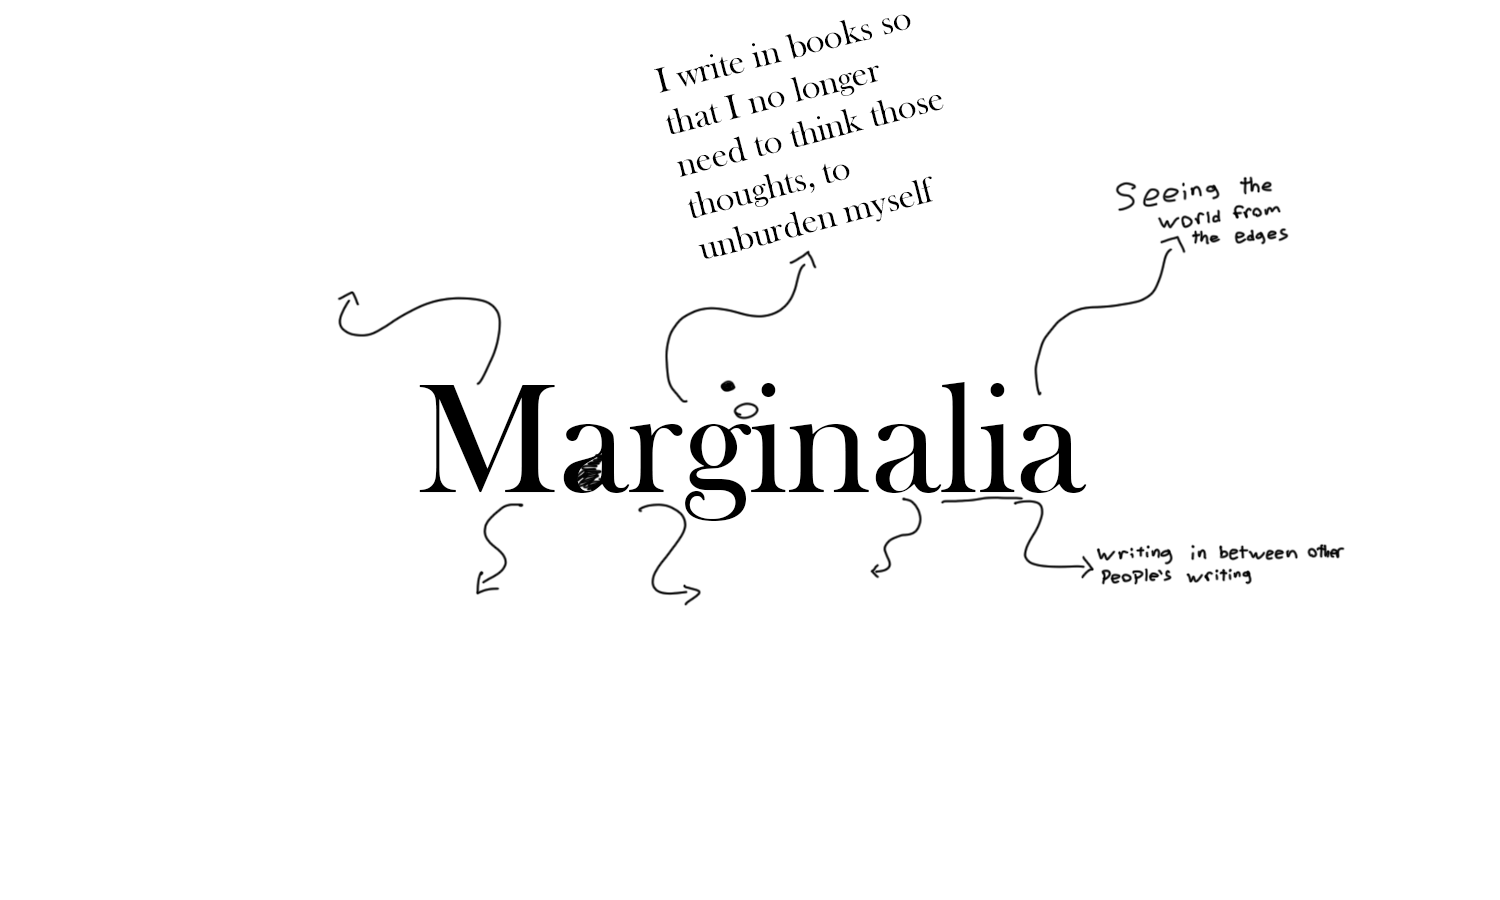 I write in books so
that I no longer
need to think those
thoughts, to
unburden myself
Seeing the
world from
the edges
Marginalia
writing in between other
People's writing